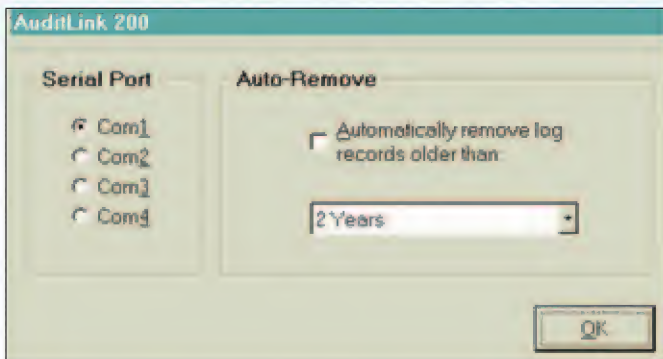 AuditLink 200
Serial Port
Com1
Com2
Com3
Com4
Auto-Remove
Automatically remove log
records older than:
2 Years
OK